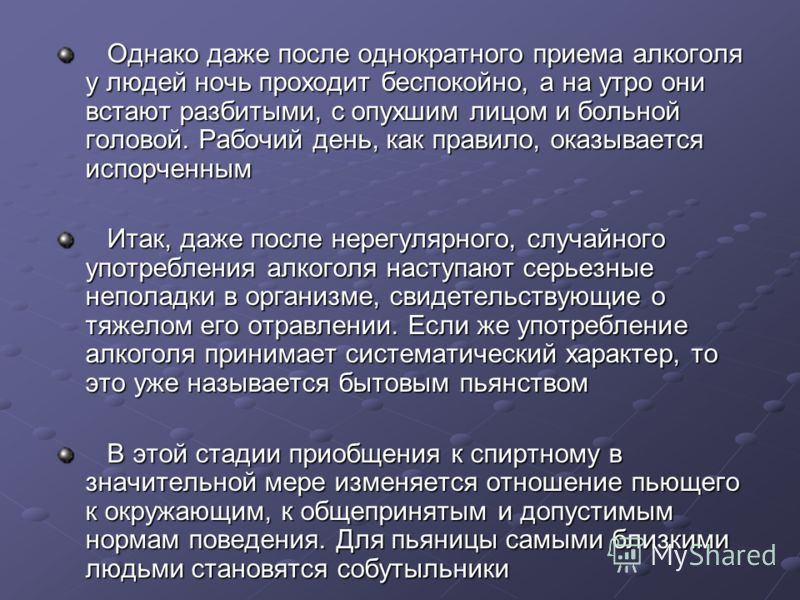 Однако даже после однократного приема алкоголя
у людей ночь проходит беспокойно, а на утро они
встают разбитыми, с опухшим лицом и больной
головой. Рабочий день, как правило, оказывается
испорченным
Итак, даже после нерегулярного, случайного
употребления алкоголя наступают серьезные
неполадки в организме, свидетельствующие о
тяжелом его отравлении. Если же употребление
алкоголя принимает систематический характер, то
это уже называется бытовым пьянством
В этой стадии приобщения к спиртному в
значительной мере изменяется отношение пьющего
к окружающим, к общепринятым и допустимым
нормам поведения. Для пьяницы самыми близкими
людьми становятся собутыльники
MyShared